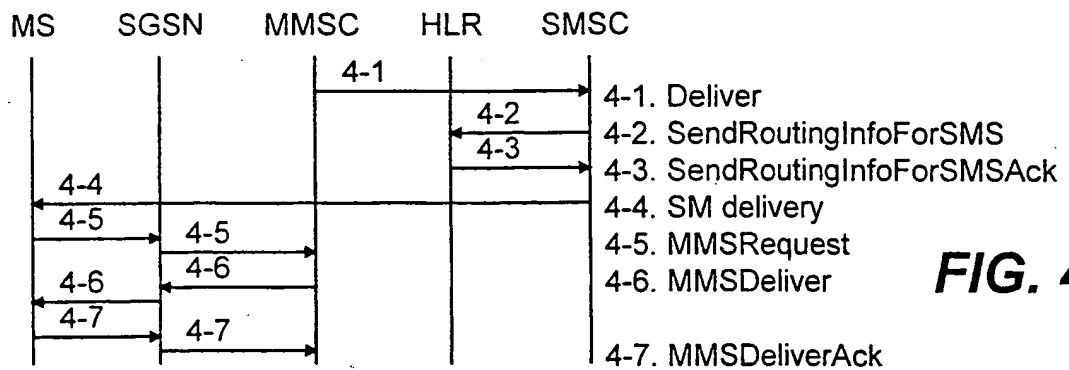 MS SGSN MMSC HLR SMSC
4-1
4-1. Deliver
4-2
4-2. SendRoutingInfoForSMS
4-3
4-3. SendRoutingInfoForSMSAck
4-4
4-4. SM delivery
4-5
4-5
4-5. MMSRequest
4-6
4-6
4-6. MMSDeliver
FIG. 4
4-7
4-7
4-7. MMSDeliverAck